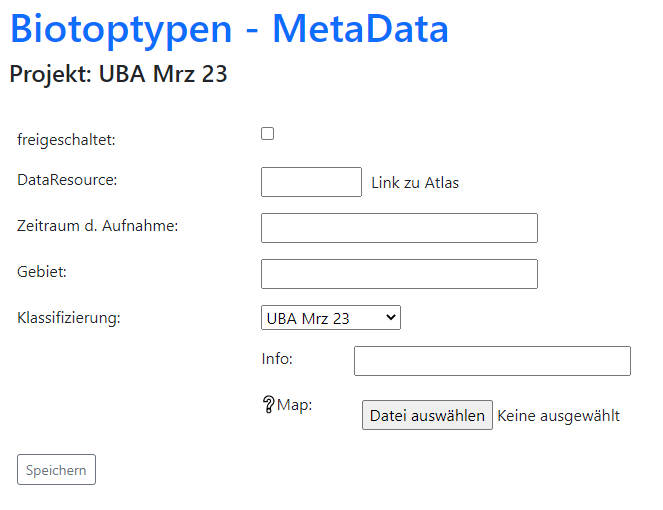 Biotoptypen - MetaData
Projekt: UBA Mrz 23
freigeschaltet:
DataResource: Link zu Atlas
Zeitraum d. Aufnahme:
Gebiet:
Klassifizierung: UBA Mrz 23
Info:
Map: Datei auswählen Keine ausgewählt
Speichern